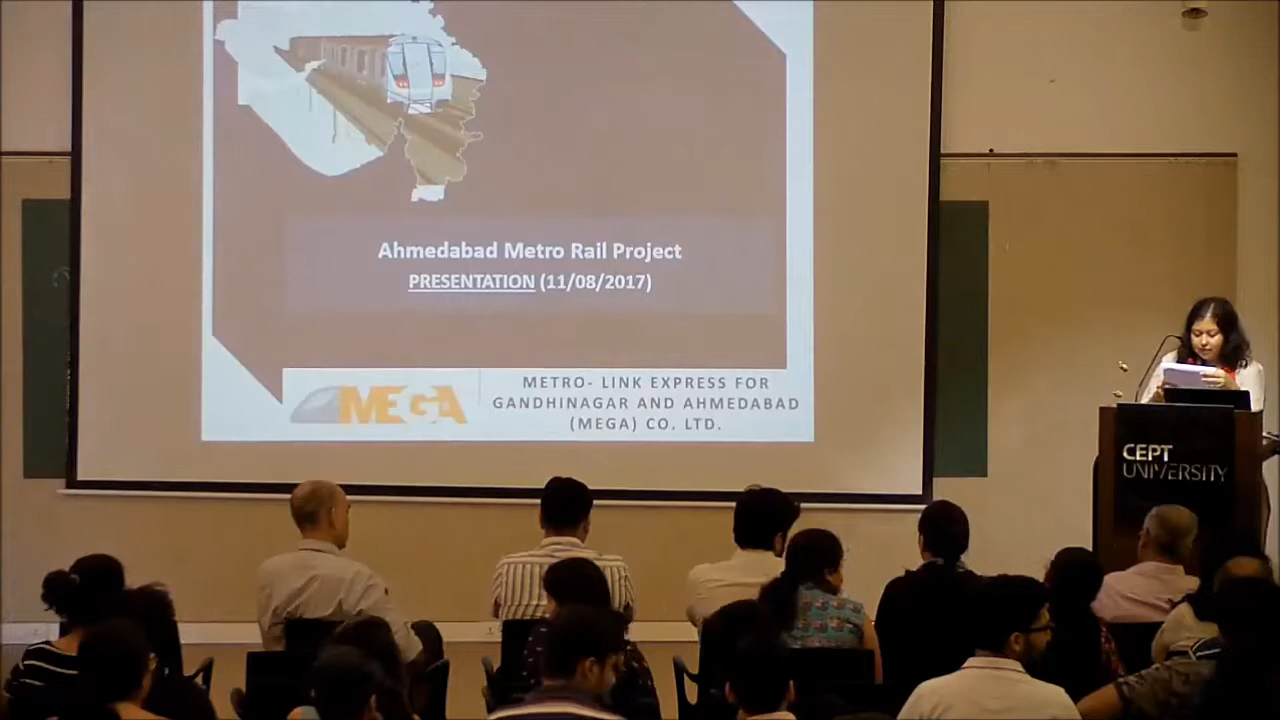 Ahmedabad Metro Rail Project
PRESENTATION (11/08/2017)
MEGA
METRO- LINK EXPRESS FOR
GANDHINAGAR AND AHMEDABAD
(MEGA) CO. LTD.
CEPT
UNIVERSITY